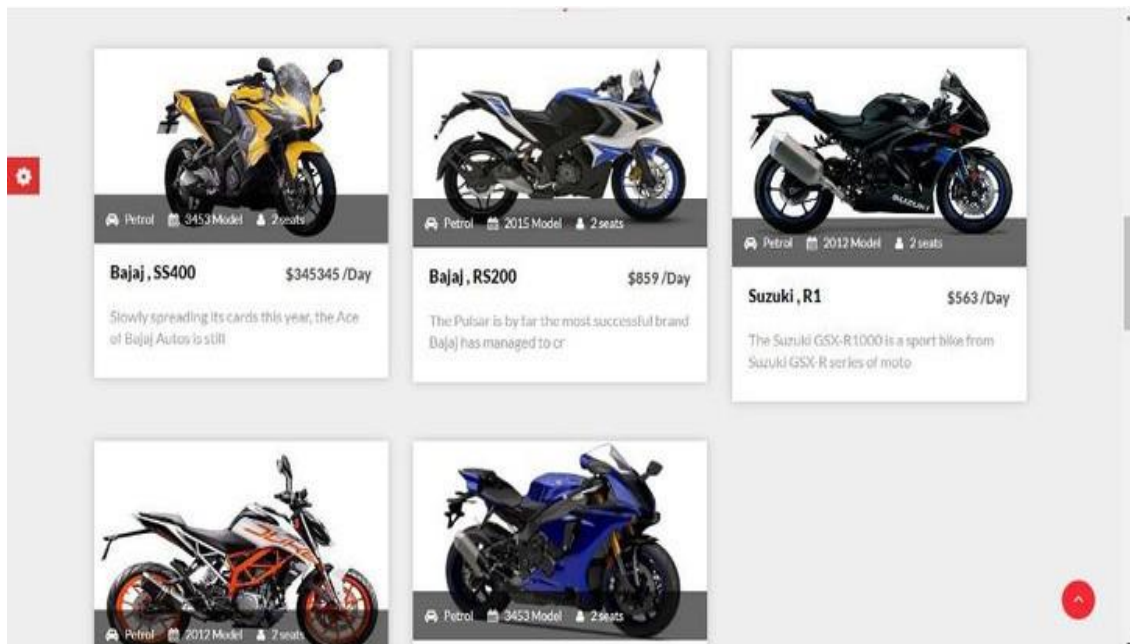 Petrol 3453 Model 2 seats
Bajaj , SS400 $345345 /Day
Slowly spreading its cards this year, the Ace
of Bajaj Autos is still
Petrol 2015 Model 2 seats
Bajaj , RS200 $859 /Day
The Pulsar is by far the most successful brand
Bajaj has managed to cr
SUZUKI
Petrol 2012 Model 2 seats
Suzuki , R1 $563 /Day
The Suzuki GSX-R1000 is a sport bike from
Suzuki GSX-R series of moto
DUKE
Petrol 2012 Model 2 seats
Petrol 3453 Model 2 seats